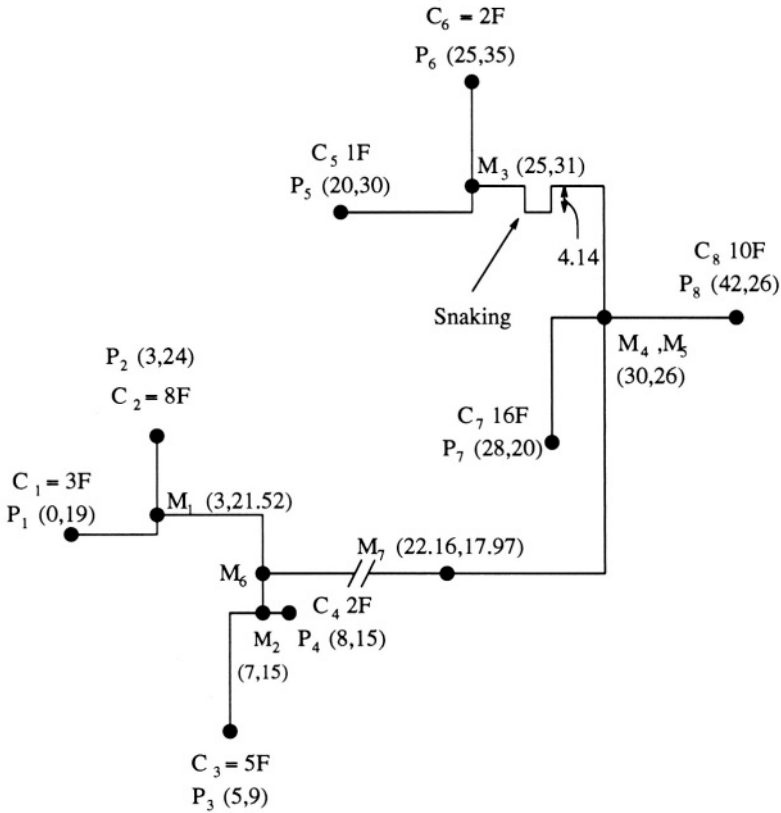 C₆ = 2F
P₆ (25,35)
C₅ 1F
P₅ (20,30)
M₃ (25,31)
4.14
Snaking
C₈ 10F
P₈ (42,26)
M₄ ,M₅
(30,26)
P₂ (3,24)
C₂ = 8F
C₇ 16F
P₇ (28,20)
C₁ = 3F
P₁ (0,19)
M₁ (3,21.52)
M₇ (22.16,17.97)
M₆
C₄ 2F
M₂
P₄ (8,15)
(7,15)
C₃ = 5F
P₃ (5,9)